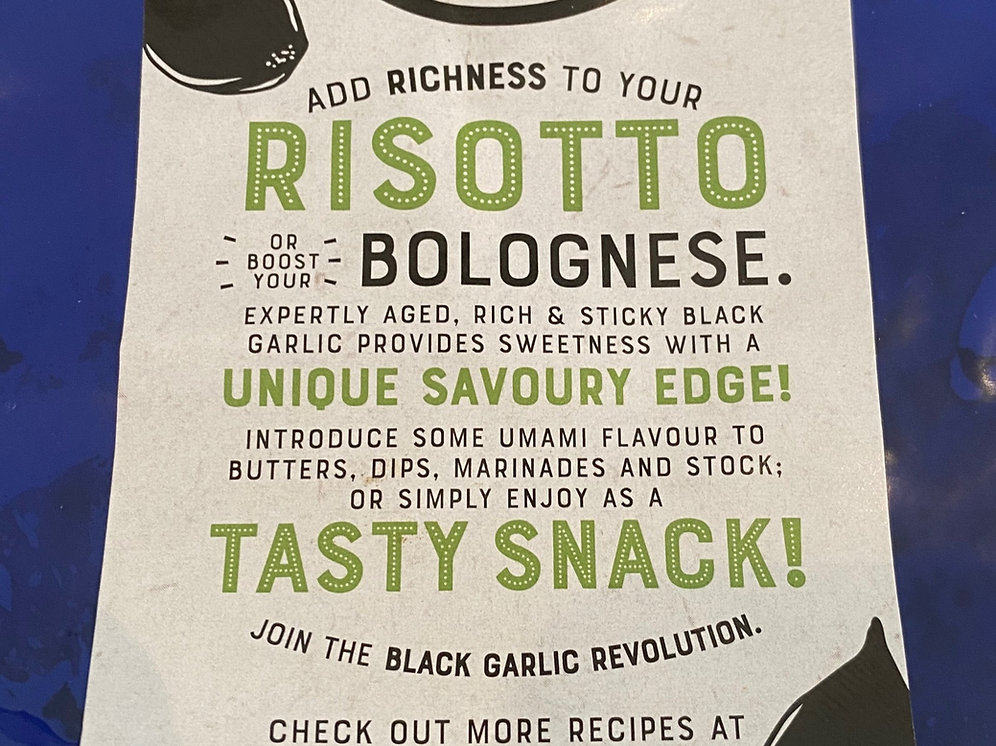 ADD RICHNESS TO YOUR
RISOTTO
OR
BOOST
YOUR
BOLOGNESE.
EXPERTLY AGED, RICH & STICKY BLACK
GARLIC PROVIDES SWEETNESS WITH A
UNIQUE SAVOURY EDGE!
INTRODUCE SOME UMAMI FLAVOUR TO
BUTTERS, DIPS, MARINADES AND STOCK;
OR SIMPLY ENJOY AS A
TASTY SNACK!
JOIN THE BLACK GARLIC REVOLUTION.
CHECK OUT MORE RECIPES AT